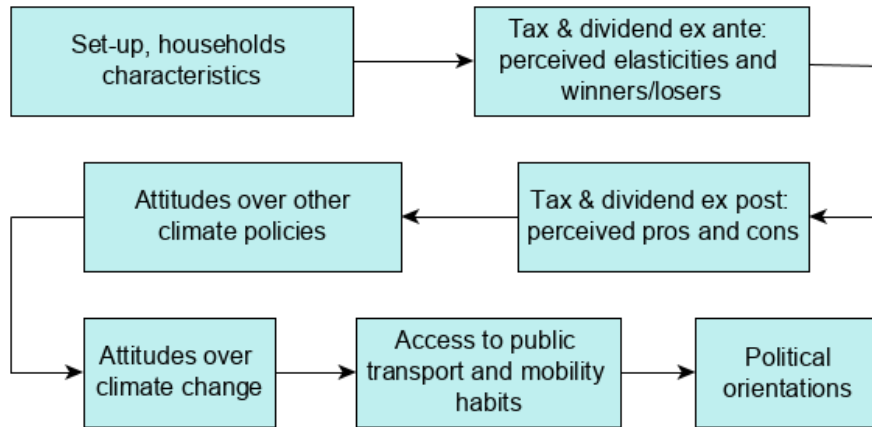 Set-up, households
characteristics
Tax & dividend ex ante:
perceived elasticities and
winners/losers
Tax & dividend ex post:
perceived pros and cons
Attitudes over other
climate policies
Attitudes over
climate change
Access to public
transport and mobility
habits
Political
orientations